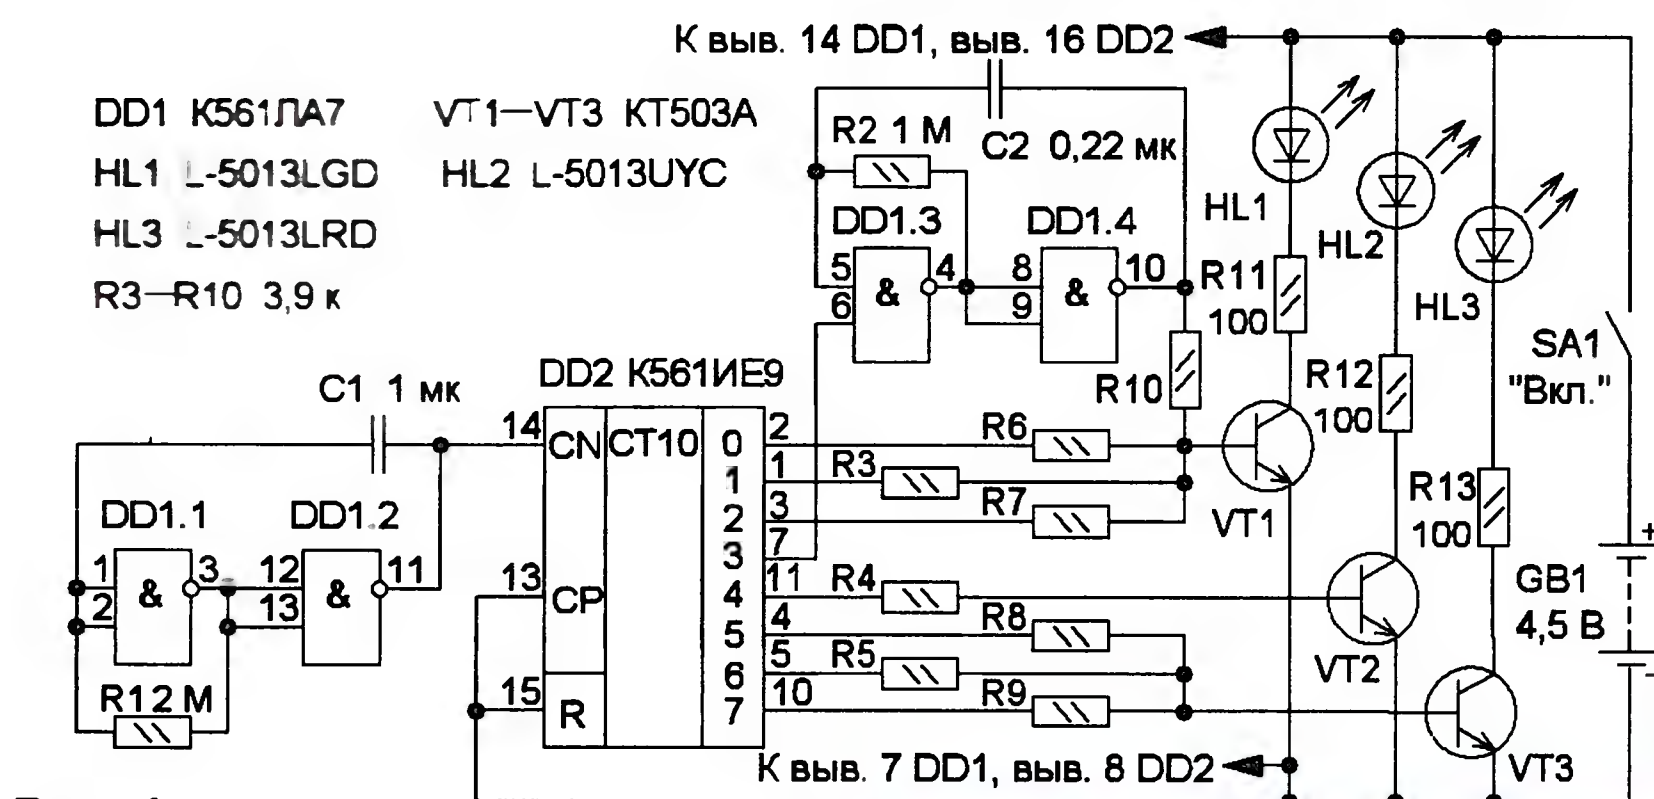 К выв. 14 DD1, выв. 16 DD2
DD1 К561ЛА7 VT1—VT3 КТ503А
HL1 L-5013LGD HL2 L-5013UYC
HL3 L-5013LRD
R3—R10 3,9 к
R2 1 М
C2 0,22 мк
DD1.3
DD1.4
5
6
&
4
8
9
&
10
HL1
HL2
HL3
R11
100
R12
100
R13
100
R10
SA1
"Вкл."
+
GB1
4,5 В
-
C1 1 мк
DD2 К561ИЕ9
14
CN
CT10
13
CP
15
R
0
1
2
3
4
5
6
7
2
1
3
7
11
4
5
10
R6
R3
R7
R4
R8
R5
R9
VT1
VT2
VT3
DD1.1
DD1.2
1
2
&
3
12
13
&
11
R1 2 М
К выв. 7 DD1, выв. 8 DD2